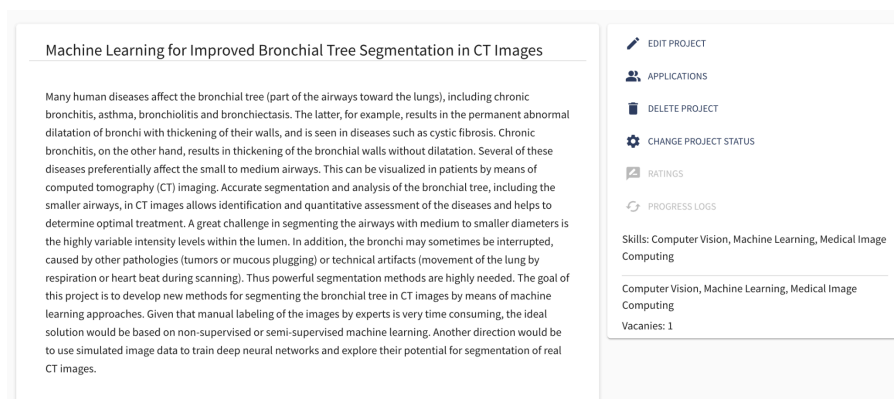 Machine Learning for Improved Bronchial Tree Segmentation in CT Images
Many human diseases affect the bronchial tree (part of the airways toward the lungs), including chronic
bronchitis, asthma, bronchiolitis and bronchiectasis. The latter, for example, results in the permanent abnormal
dilatation of bronchi with thickening of their walls, and is seen in diseases such as cystic fibrosis. Chronic
bronchitis, on the other hand, results in thickening of the bronchial walls without dilatation. Several of these
diseases preferentially affect the small to medium airways. This can be visualized in patients by means of
computed tomography (CT) imaging. Accurate segmentation and analysis of the bronchial tree, including the
smaller airways, in CT images allows identification and quantitative assessment of the diseases and helps to
determine optimal treatment. A great challenge in segmenting the airways with medium to smaller diameters is
the highly variable intensity levels within the lumen. In addition, the bronchi may sometimes be interrupted,
caused by other pathologies (tumors or mucous plugging) or technical artifacts (movement of the lung by
respiration or heart beat during scanning). Thus powerful segmentation methods are highly needed. The goal of
this project is to develop new methods for segmenting the bronchial tree in CT images by means of machine
learning approaches. Given that manual labeling of the images by experts is very time consuming, the ideal
solution would be based on non-supervised or semi-supervised machine learning. Another direction would be
to use simulated image data to train deep neural networks and explore their potential for segmentation of real
CT images.
EDIT PROJECT
APPLICATIONS
DELETE PROJECT
CHANGE PROJECT STATUS
RATINGS
PROGRESS LOGS
Skills: Computer Vision, Machine Learning, Medical Image
Computing
Computer Vision, Machine Learning, Medical Image
Computing
Vacanies: 1